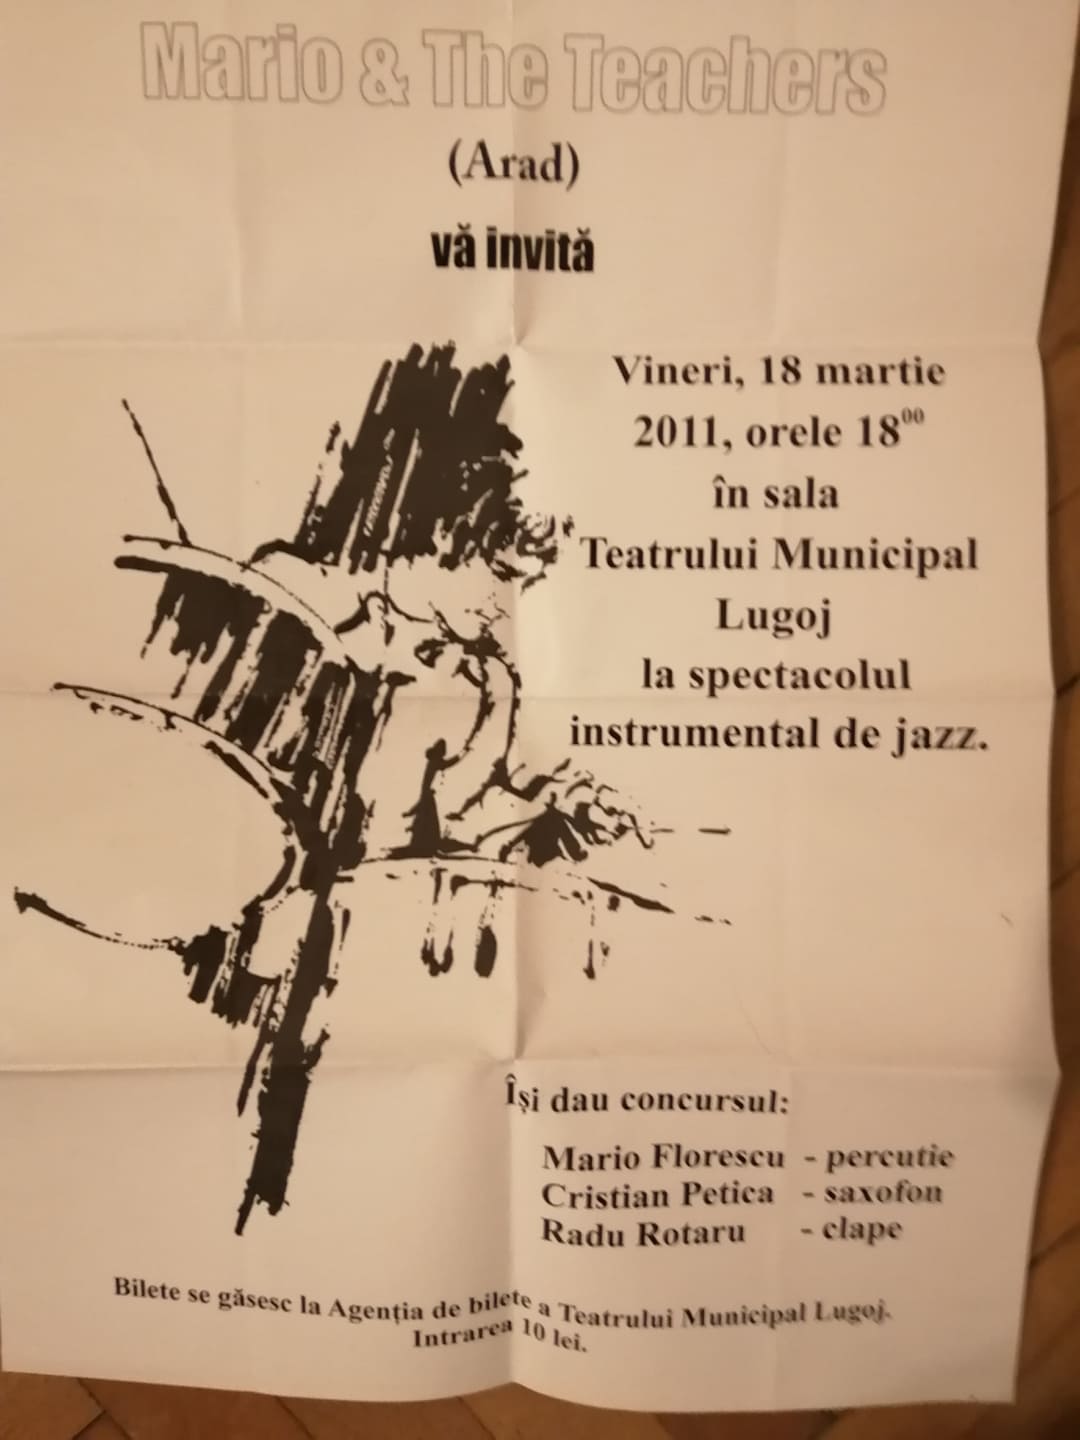 Mario & The Teachers
(Arad)
vă invită
Vineri, 18 martie
2011, orele 18⁰⁰
în sala
Teatrului Municipal
Lugoj
la spectacolul
instrumental de jazz.
Își dau concursul:
Mario Florescu - percutie
Cristian Petica - saxofon
Radu Rotaru - clape
Bilete se găsesc la Agenția de bilete a Teatrului Municipal Lugoj.
Intrarea 10 lei.